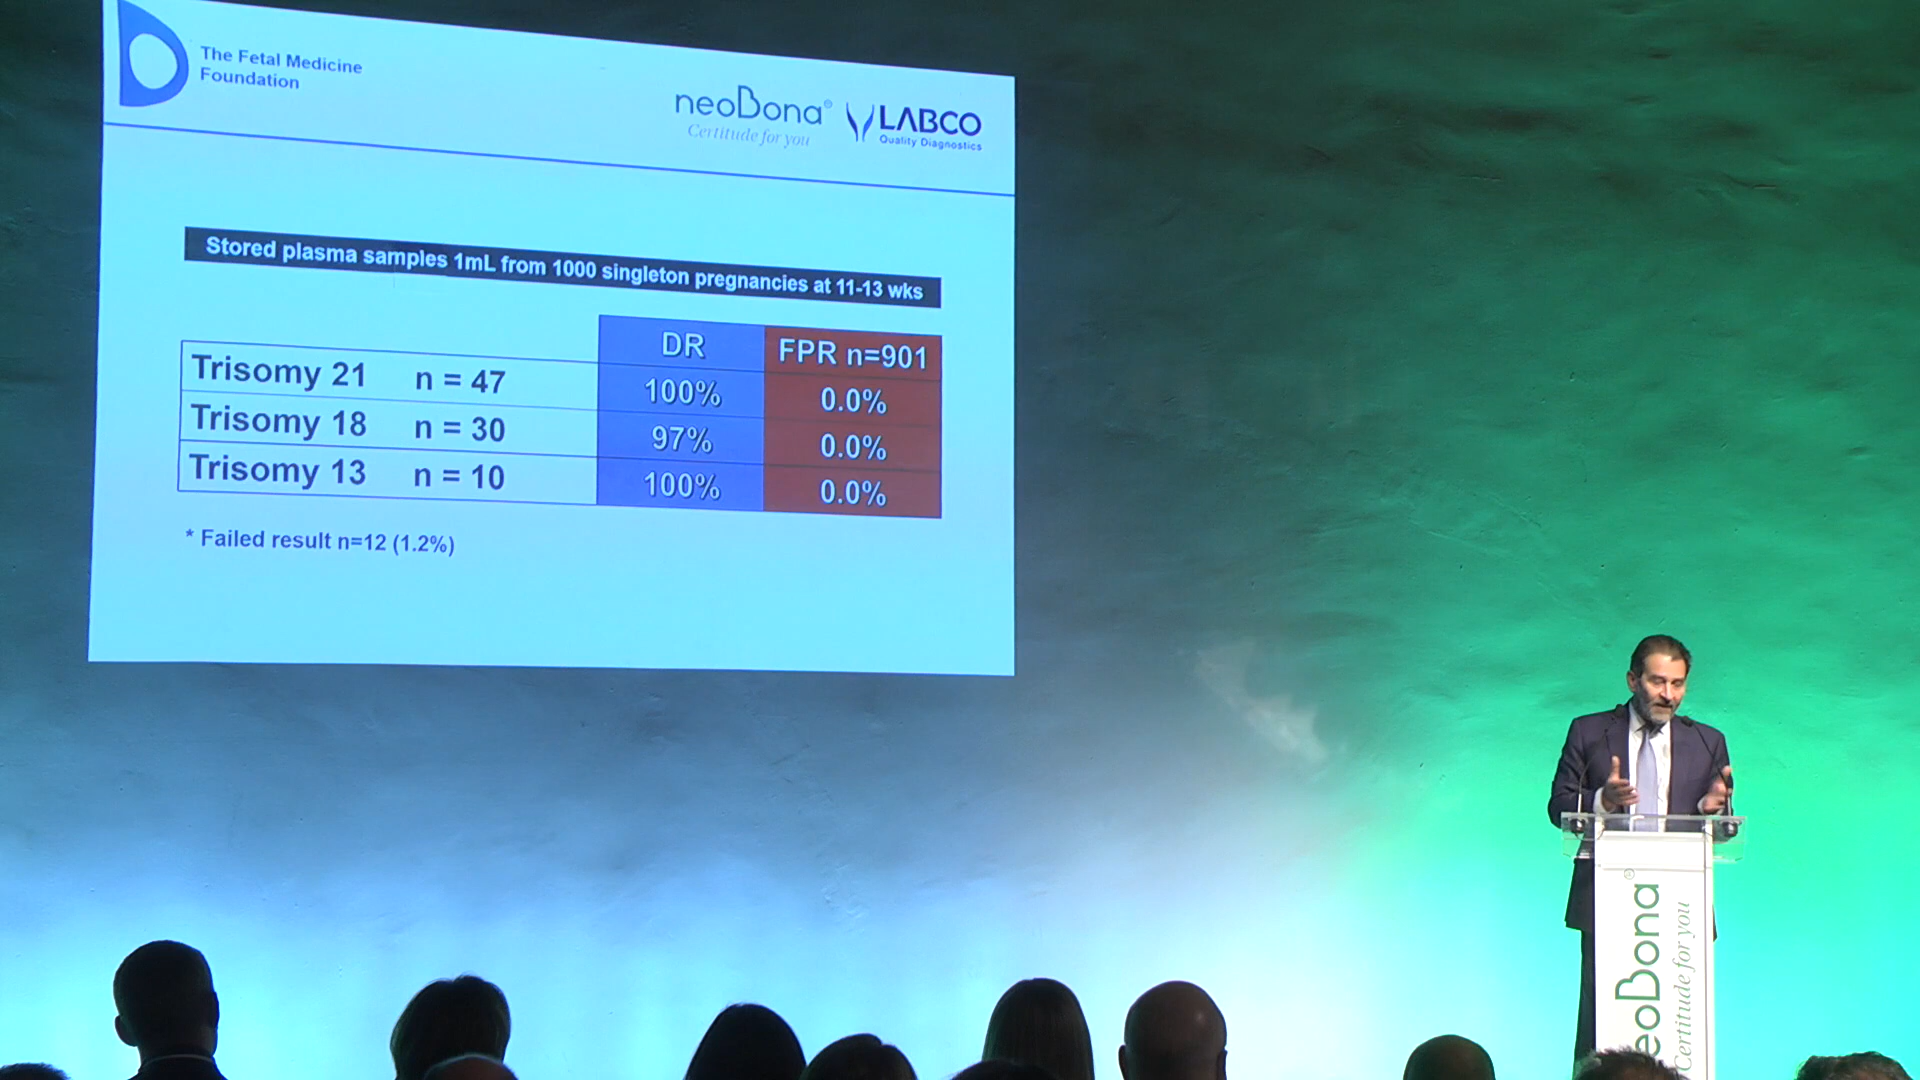 The Fetal Medicine
Foundation
neoBona®
Certitude for you
LABCO
Quality Diagnostics
Stored plasma samples 1mL from 1000 singleton pregnancies at 11-13 wks
DR FPR n=901
Trisomy 21 n = 47 100% 0.0%
Trisomy 18 n = 30 97% 0.0%
Trisomy 13 n = 10 100% 0.0%
* Failed result n=12 (1.2%)
eoBona®
Certitude for you